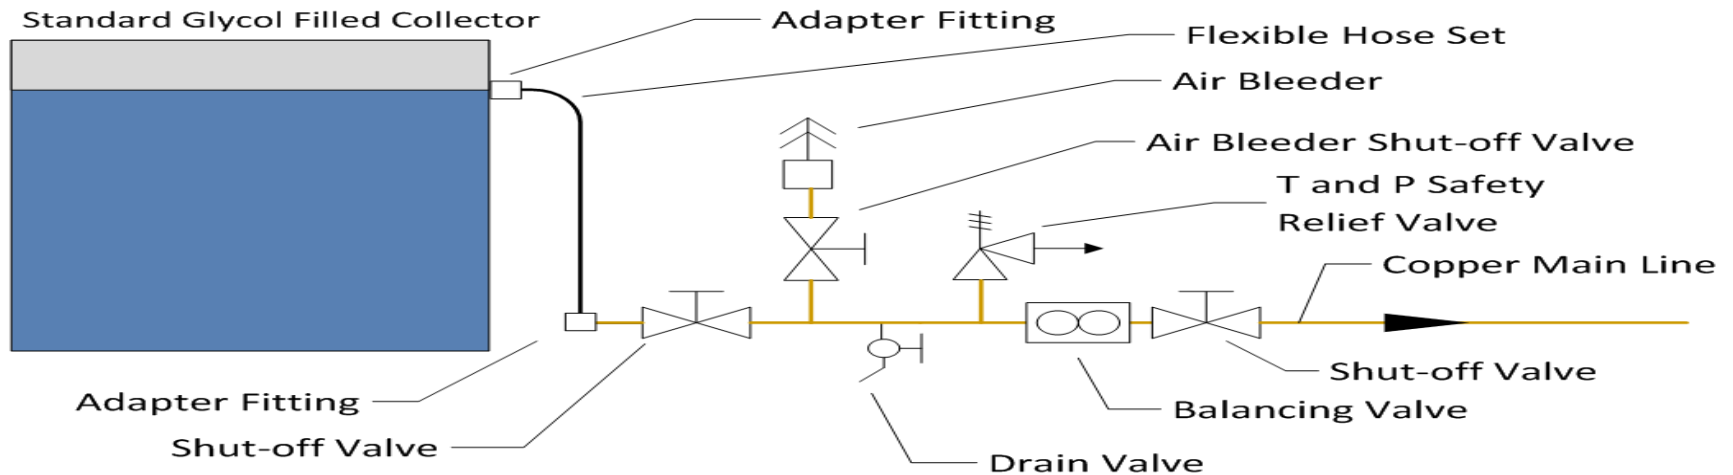 Standard Glycol Filled Collector
Adapter Fitting
Flexible Hose Set
Air Bleeder
Air Bleeder Shut-off Valve
T and P Safety
Relief Valve
Copper Main Line
Shut-off Valve
Balancing Valve
Adapter Fitting
Shut-off Valve
Drain Valve